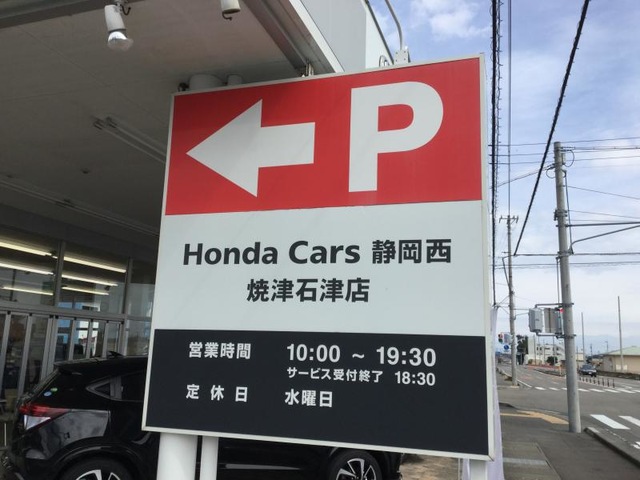 P
Honda Cars 静岡西
焼津石津店
営業時間 10:00 ~ 19:30
サービス受付終了 18:30
定休日 水曜日